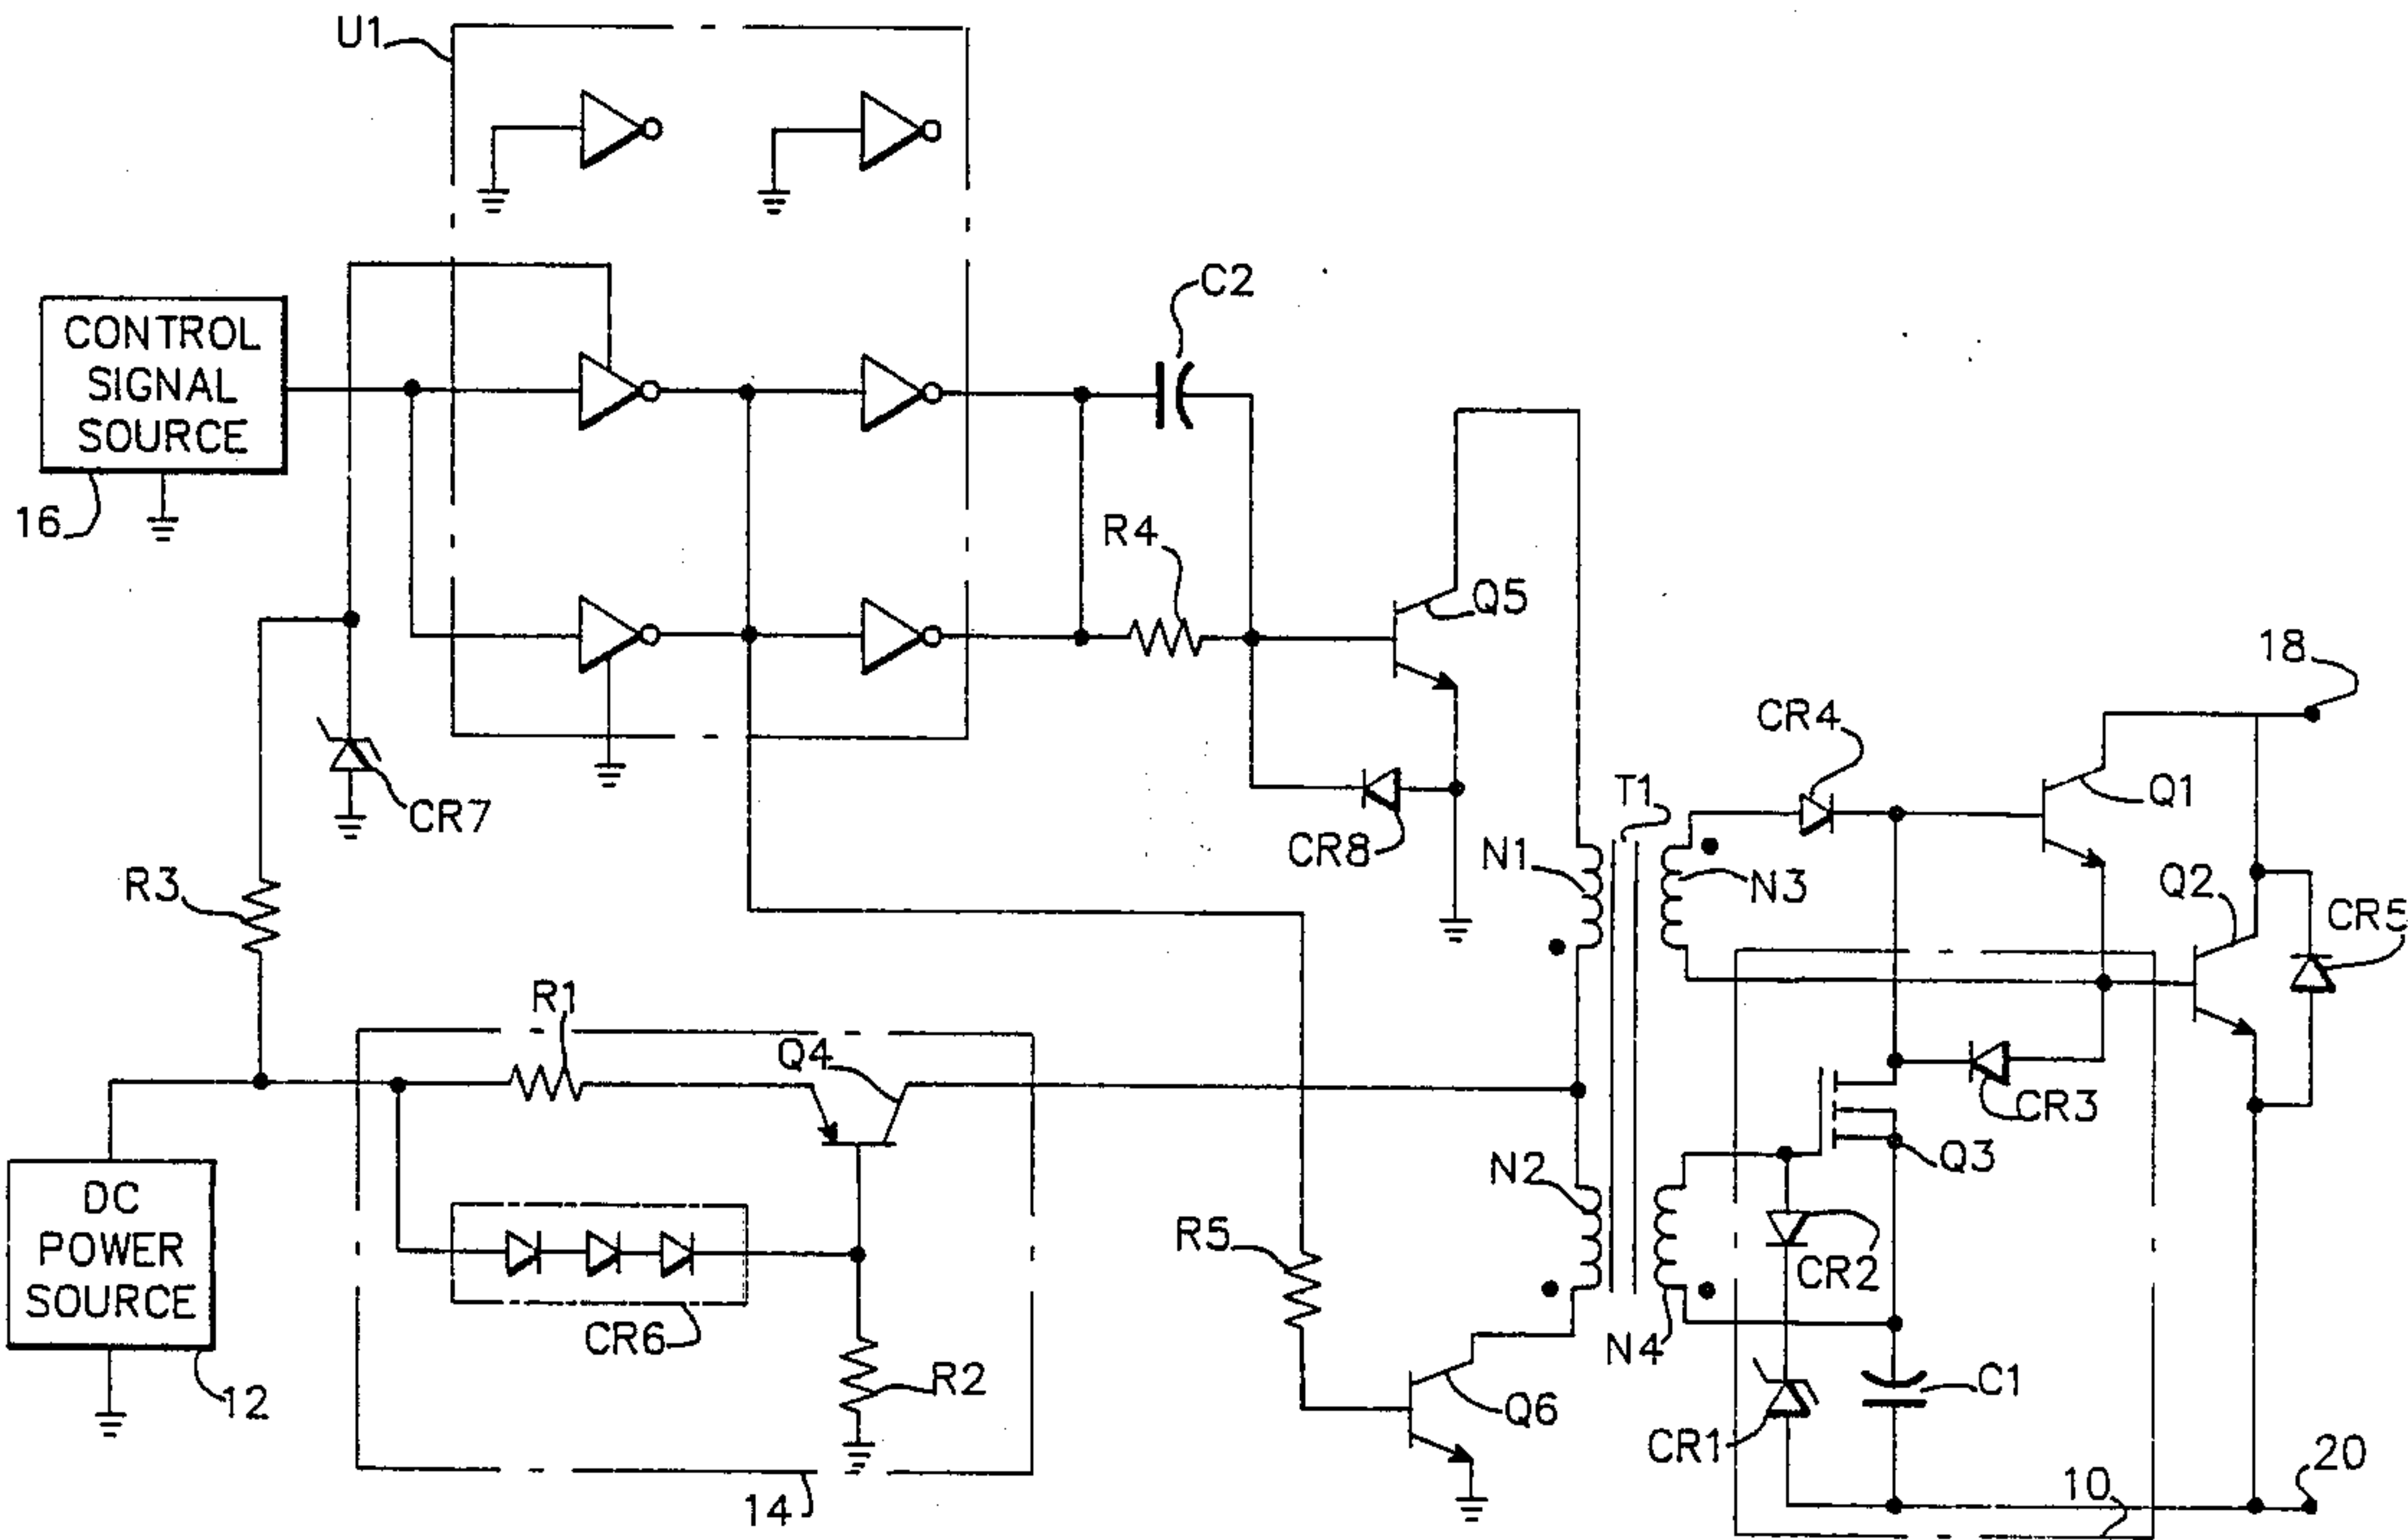 U1
C2
CONTROL
SIGNAL
SOURCE
16
R4
Q5
18
CR4
CR7
T1
Q1
CR8
N1
N3
Q2
R3
CR5
R1
Q4
CR3
DC
POWER
SOURCE
N2
Q3
R5
CR2
CR6
N4
12
R2
Q6
C1
CR1
20
14
10